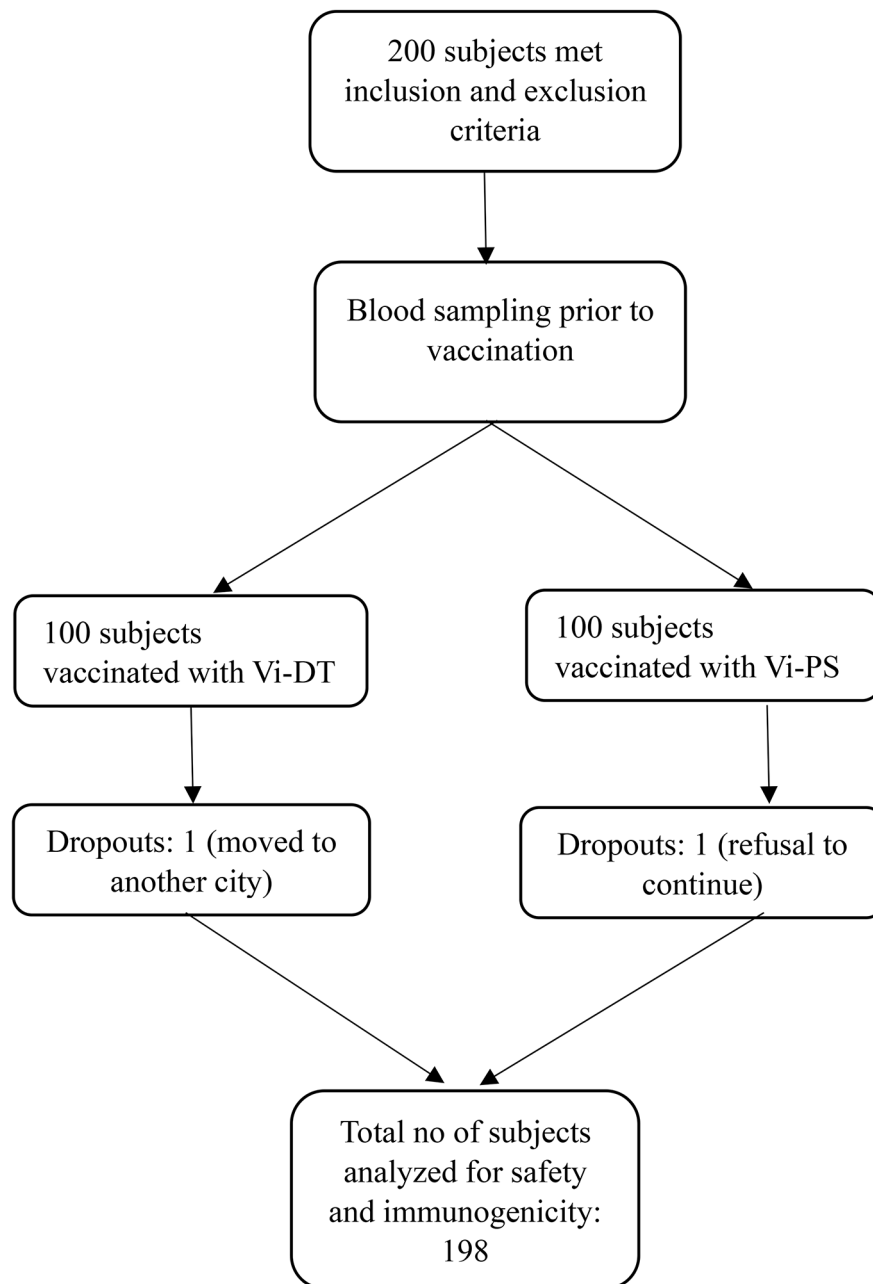 200 subjects met
inclusion and exclusion
criteria
Blood sampling prior to
vaccination
100 subjects
vaccinated with Vi-DT
100 subjects
vaccinated with Vi-PS
Dropouts: 1 (moved to
another city)
Dropouts: 1 (refusal to
continue)
Total no of subjects
analyzed for safety
and immunogenicity:
198